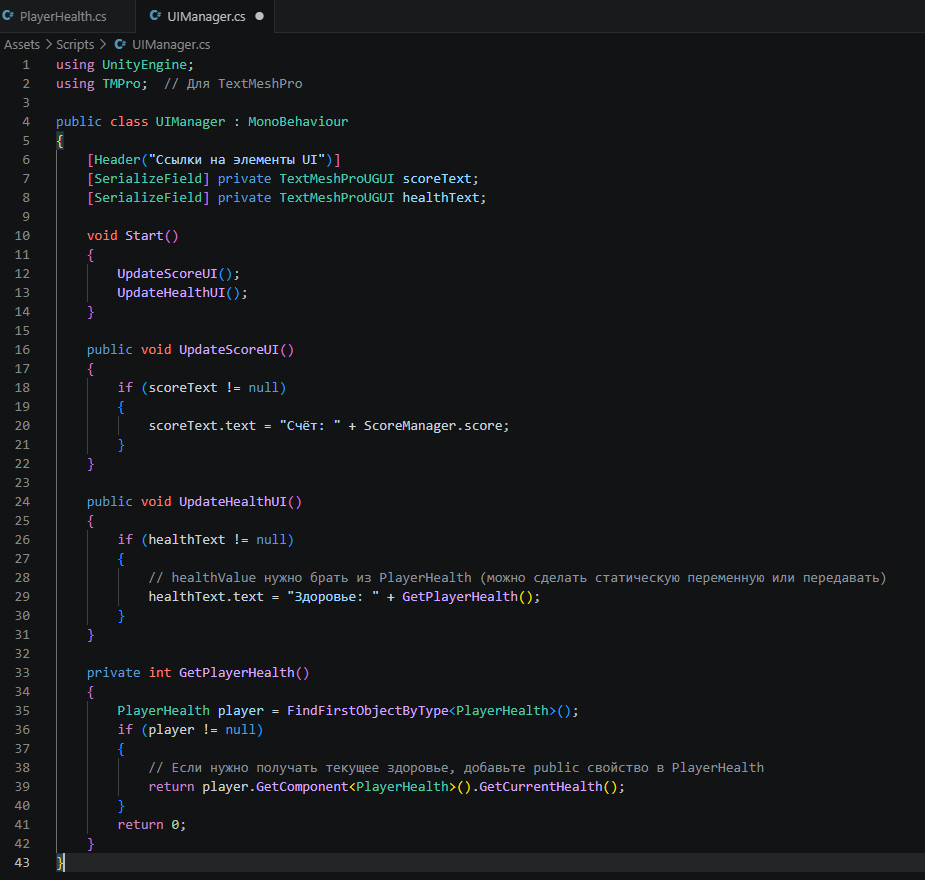 PlayerHealth.cs UIManager.cs
Assets > Scripts > UIManager.cs
1 using UnityEngine;
2 using TMPro;  // Для TextMeshPro
3
4 public class UIManager : MonoBehaviour
5 {
6     [Header("Ссылки на элементы UI")]
7     [SerializeField] private TextMeshProUGUI scoreText;
8     [SerializeField] private TextMeshProUGUI healthText;
9
10     void Start()
11     {
12         UpdateScoreUI();
13         UpdateHealthUI();
14     }
15
16     public void UpdateScoreUI()
17     {
18         if (scoreText != null)
19         {
20             scoreText.text = "Счёт: " + ScoreManager.score;
21         }
22     }
23
24     public void UpdateHealthUI()
25     {
26         if (healthText != null)
27         {
28             // healthValue нужно брать из PlayerHealth (можно сделать статическую переменную или передавать)
29             healthText.text = "Здоровье: " + GetPlayerHealth();
30         }
31     }
32
33     private int GetPlayerHealth()
34     {
35         PlayerHealth player = FindFirstObjectByType<PlayerHealth>();
36         if (player != null)
37         {
38             // Если нужно получать текущее здоровье, добавьте public свойство в PlayerHealth
39             return player.GetComponent<PlayerHealth>().GetCurrentHealth();
40         }
41         return 0;
42     }
43 }